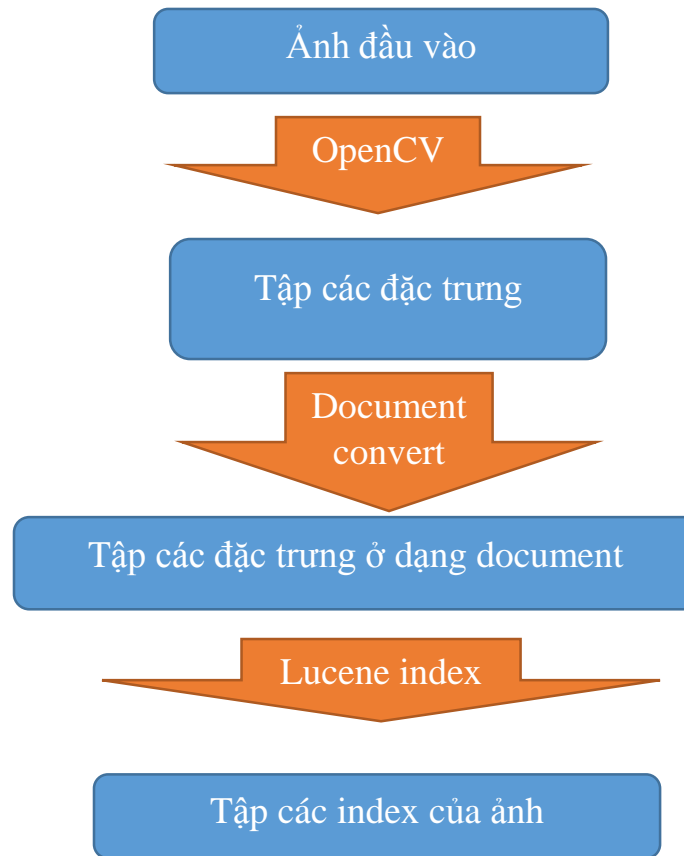 Ảnh đầu vào
OpenCV
Tập các đặc trưng
Document
convert
Tập các đặc trưng ở dạng document
Lucene index
Tập các index của ảnh